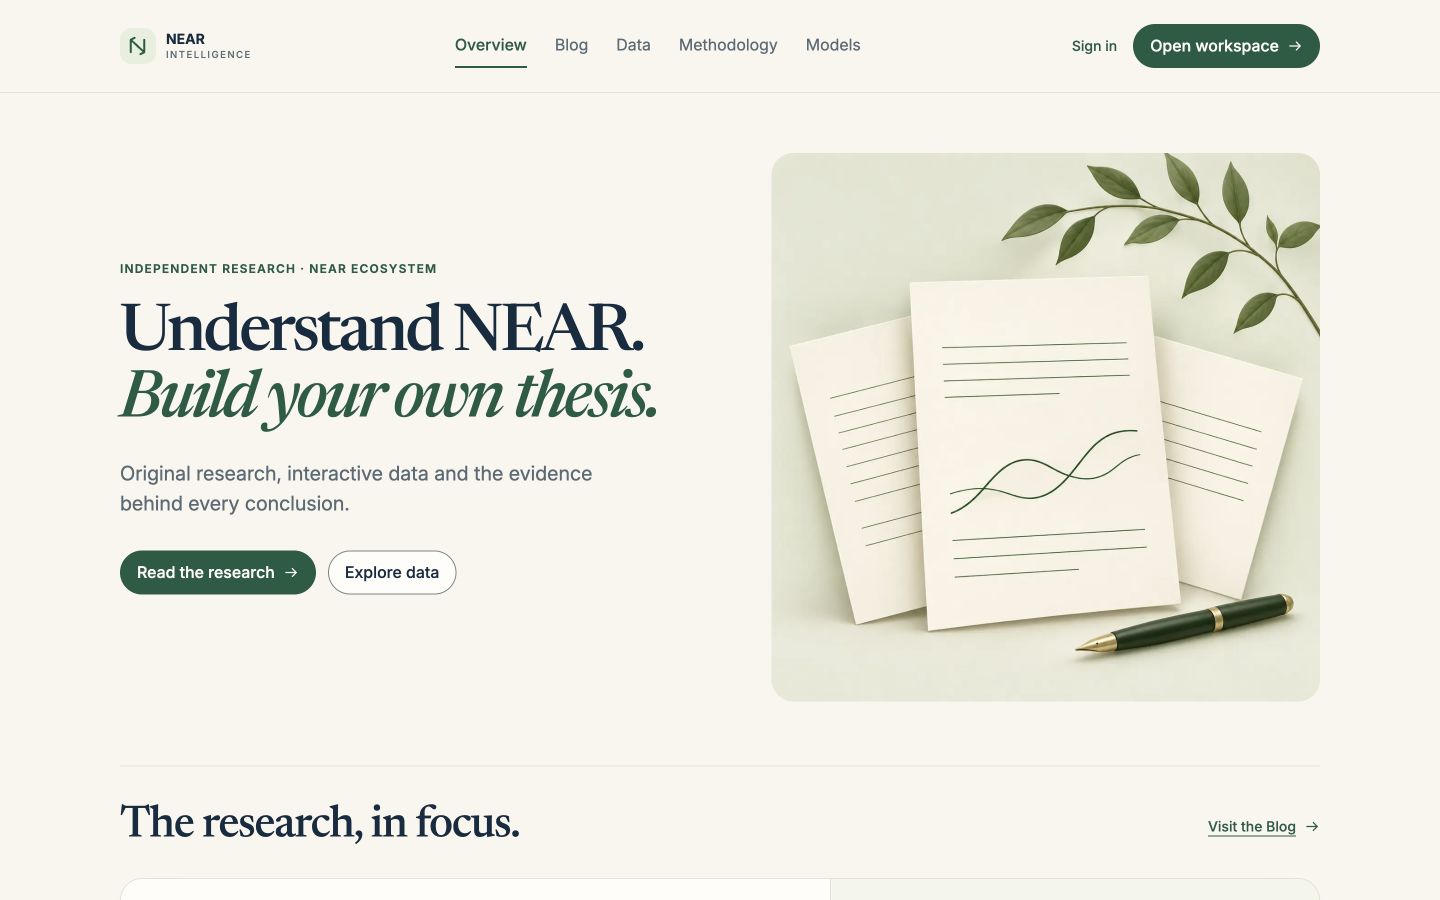 NEAR
INTELLIGENCE
Overview
Blog
Data
Methodology
Models
Sign in
Open workspace →
INDEPENDENT RESEARCH · NEAR ECOSYSTEM
Understand NEAR.
Build your own thesis.
Original research, interactive data and the evidence
behind every conclusion.
Read the research →
Explore data
The research, in focus.
Visit the Blog →